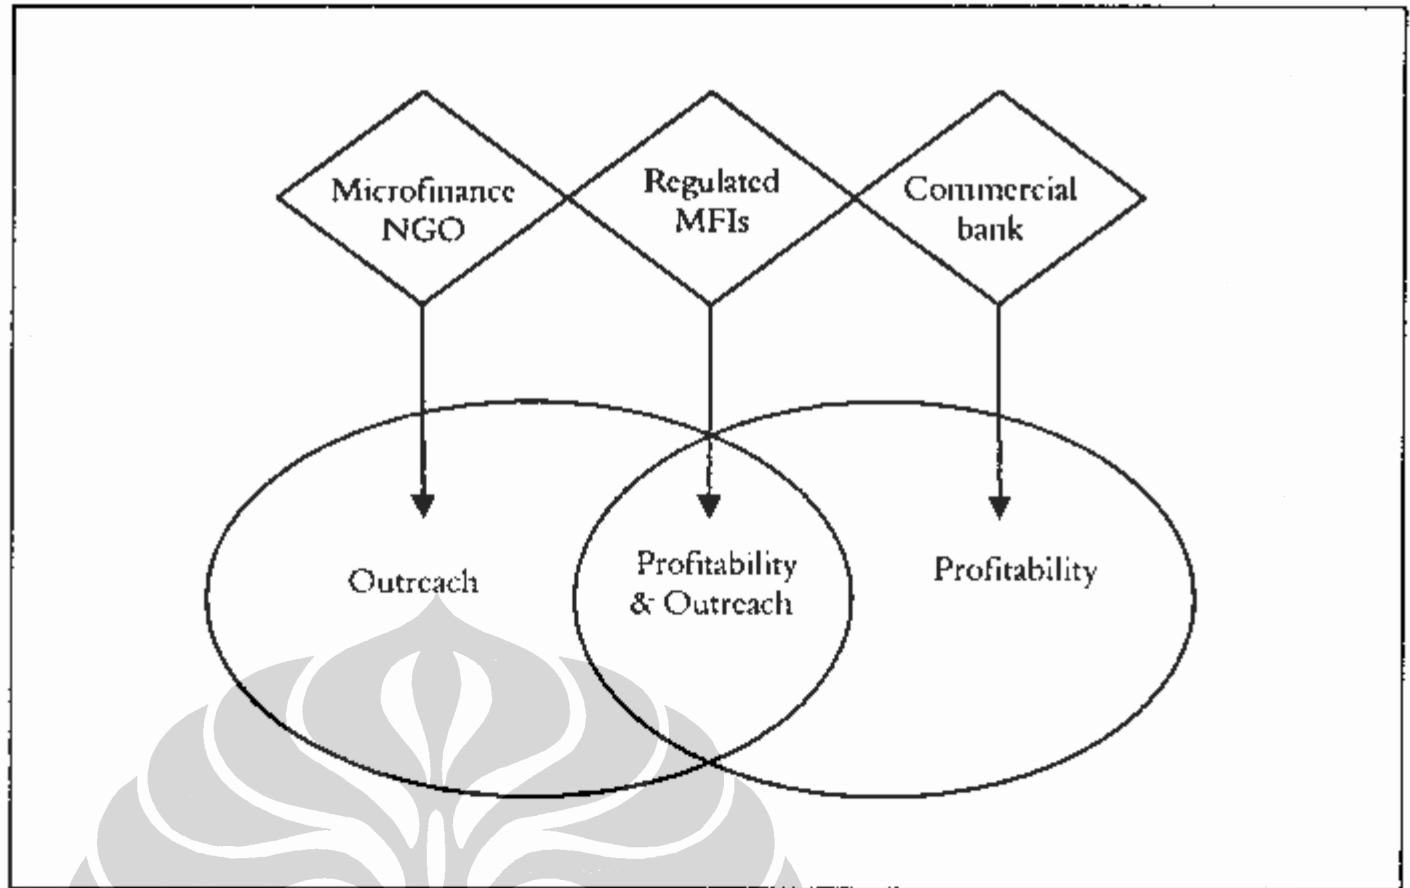 Microfinance
NGO
Regulated
MFIs
Commercial
bank
Outreach
Profitability
& Outreach
Profitability